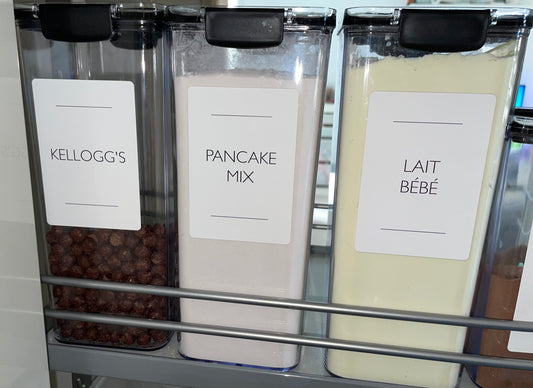 KELLOGG'S
PANCAKE
MIX
LAIT
BÉBÉ